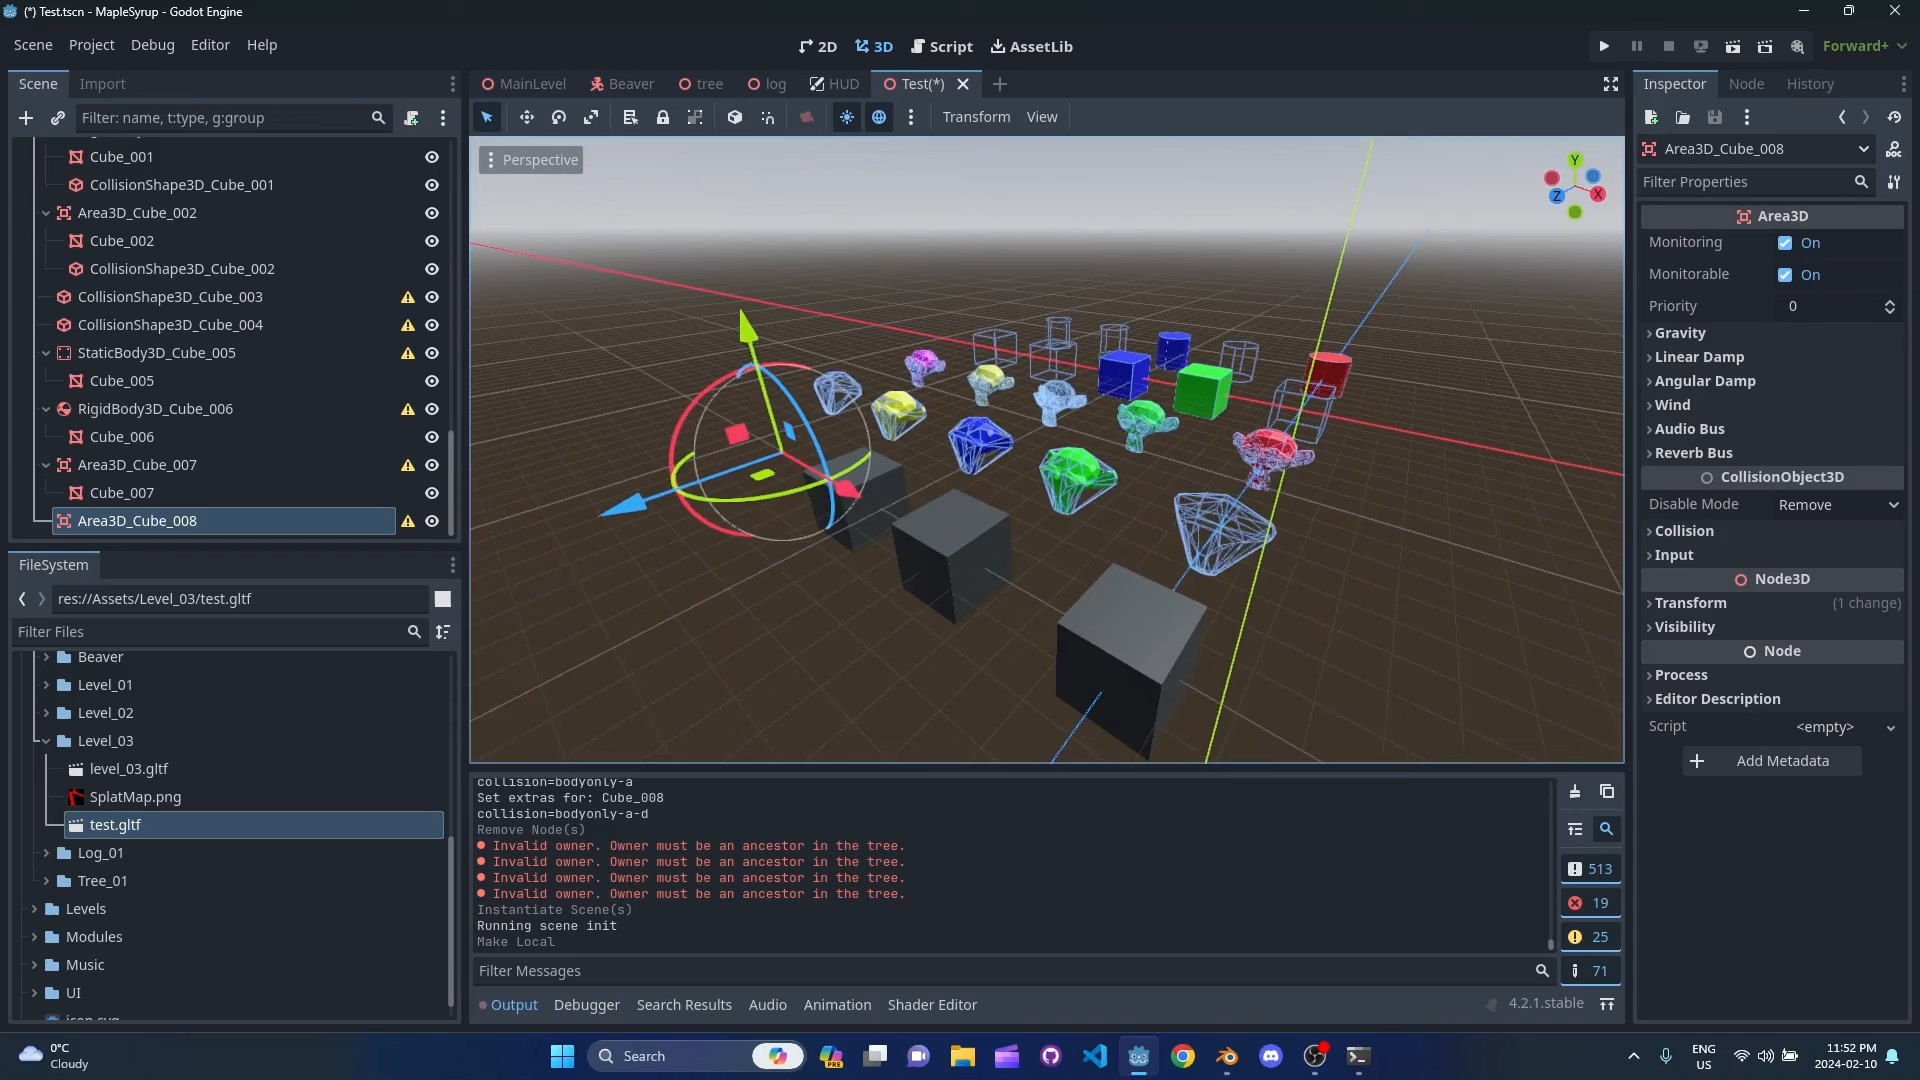 (*) Test.tscn - MapleSyrup - Godot Engine
Scene Project Debug Editor Help
2D 3D Script AssetLib
Forward+
Scene Import
Filter: name, t:type, g:group
Cube_001
CollisionShape3D_Cube_001
Area3D_Cube_002
Cube_002
CollisionShape3D_Cube_002
CollisionShape3D_Cube_003
CollisionShape3D_Cube_004
StaticBody3D_Cube_005
Cube_005
RigidBody3D_Cube_006
Cube_006
Area3D_Cube_007
Cube_007
Area3D_Cube_008
FileSystem
res://Assets/Level_03/test.gltf
Filter Files
Beaver
Level_01
Level_02
Level_03
level_03.gltf
SplatMap.png
test.gltf
Log_01
Tree_01
Levels
Modules
Music
UI
MainLevel Beaver tree log HUD Test(*)
Transform View
Perspective
Y
Z X
collision=bodyonly-a
Set extras for: Cube_008
collision=bodyonly-a-d
Remove Node(s)
Invalid owner. Owner must be an ancestor in the tree.
Invalid owner. Owner must be an ancestor in the tree.
Invalid owner. Owner must be an ancestor in the tree.
Invalid owner. Owner must be an ancestor in the tree.
Instantiate Scene(s)
Running scene init
Make Local
Filter Messages
513
19
25
71
Output Debugger Search Results Audio Animation Shader Editor
4.2.1.stable
Inspector Node History
Area3D_Cube_008
Filter Properties
Area3D
Monitoring On
Monitorable On
Priority 0
Gravity
Linear Damp
Angular Damp
Wind
Audio Bus
Reverb Bus
CollisionObject3D
Disable Mode Remove
Collision
Input
Node3D
Transform (1 change)
Visibility
Node
Process
Editor Description
Script <empty>
Add Metadata
0°C
Cloudy
Search
PRE
ENG
US
11:52 PM
2024-02-10